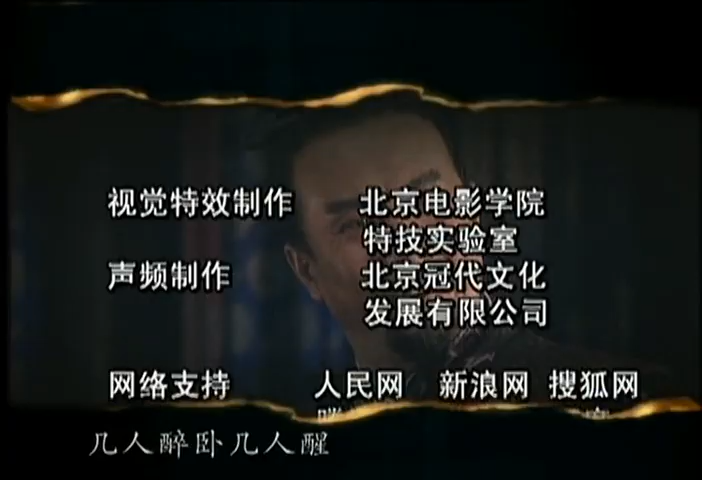 视觉特效制作 北京电影学院
特技实验室
声频制作 北京冠代文化
发展有限公司
网络支持 人民网 新浪网 搜狐网
几人醉卧几人醒